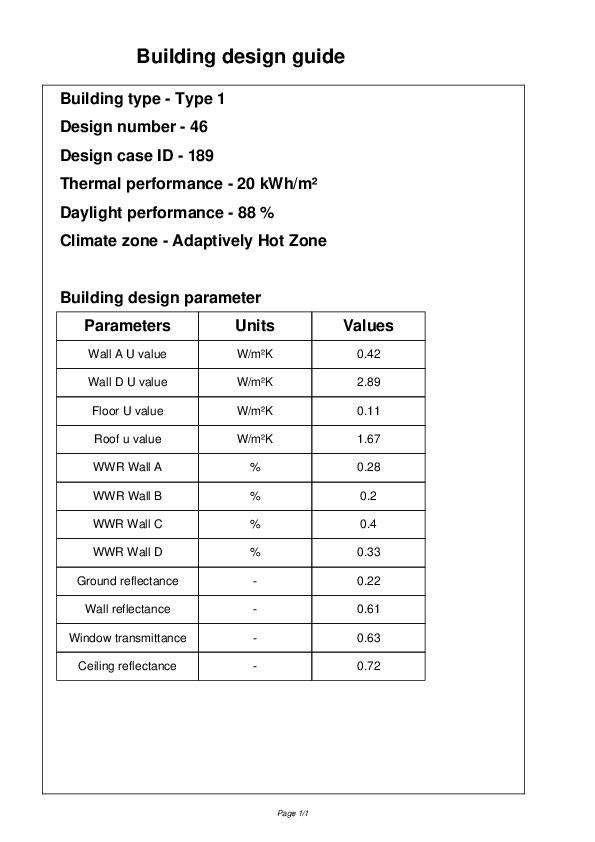 Building design guide
Building type - Type 1
Design number - 46
Design case ID - 189
Thermal performance - 20 kWh/m²
Daylight performance - 88 %
Climate zone - Adaptively Hot Zone
Building design parameter
Parameters Units Values
Wall A U value W/m²K 0.42
Wall D U value W/m²K 2.89
Floor U value W/m²K 0.11
Roof u value W/m²K 1.67
WWR Wall A % 0.28
WWR Wall B % 0.2
WWR Wall C % 0.4
WWR Wall D % 0.33
Ground reflectance - 0.22
Wall reflectance - 0.61
Window transmittance - 0.63
Ceiling reflectance - 0.72
Page 1/1